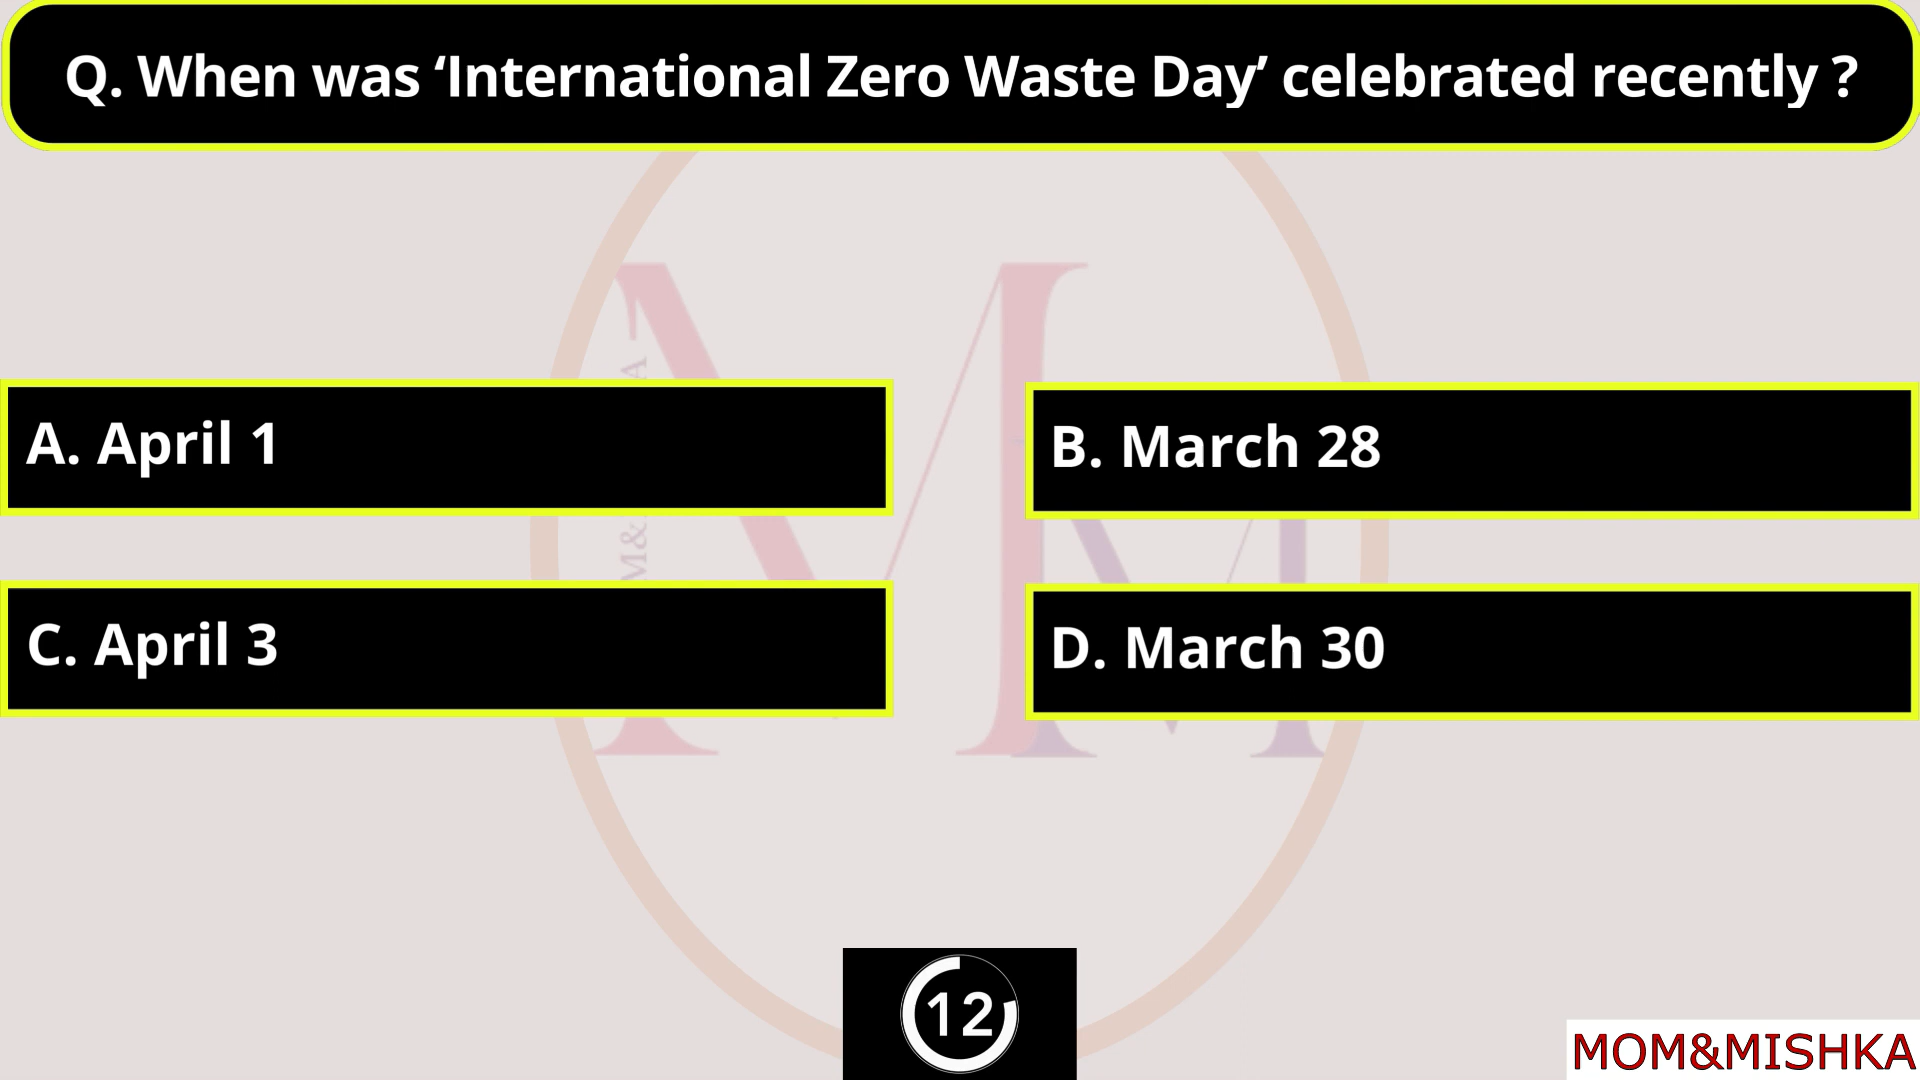 Q. When was ‘International Zero Waste Day’ celebrated recently ?
A. April 1
B. March 28
C. April 3
D. March 30
12
MOM&MISHKA